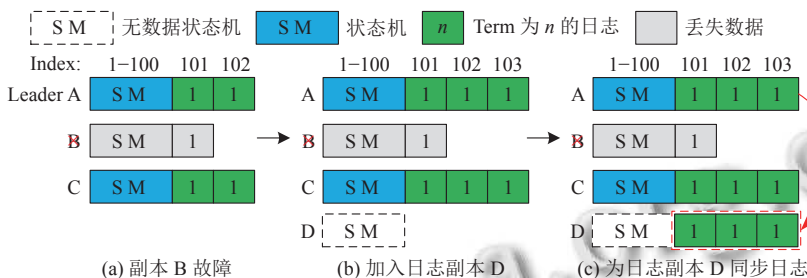 S M 无数据状态机 S M 状态机 n Term 为 n 的日志 丢失数据
Index: 1−100 101 102 1−100 101 102 103 1−100 101 102 103
Leader A S M 1 1 A S M 1 1 1 A S M 1 1 1
B S M 1 B S M 1 B S M 1
C S M 1 1 C S M 1 1 1 C S M 1 1 1
D S M D S M 1 1 1
(a) 副本 B 故障 (b) 加入日志副本 D (c) 为日志副本 D 同步日志